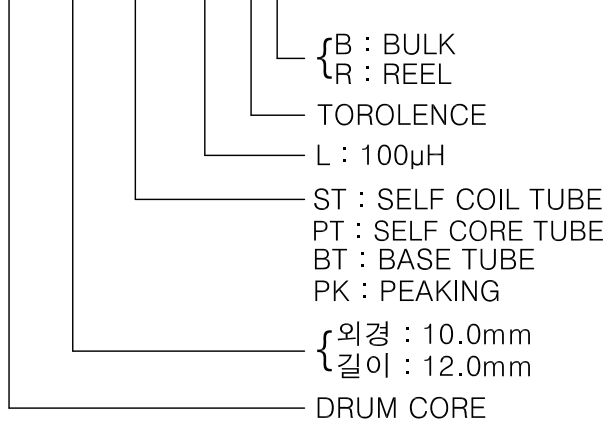 B : BULK
R : REEL
TOROLENCE
L : 100μH
ST : SELF COIL TUBE
PT : SELF CORE TUBE
BT : BASE TUBE
PK : PEAKING
외경 : 10.0mm
길이 : 12.0mm
DRUM CORE